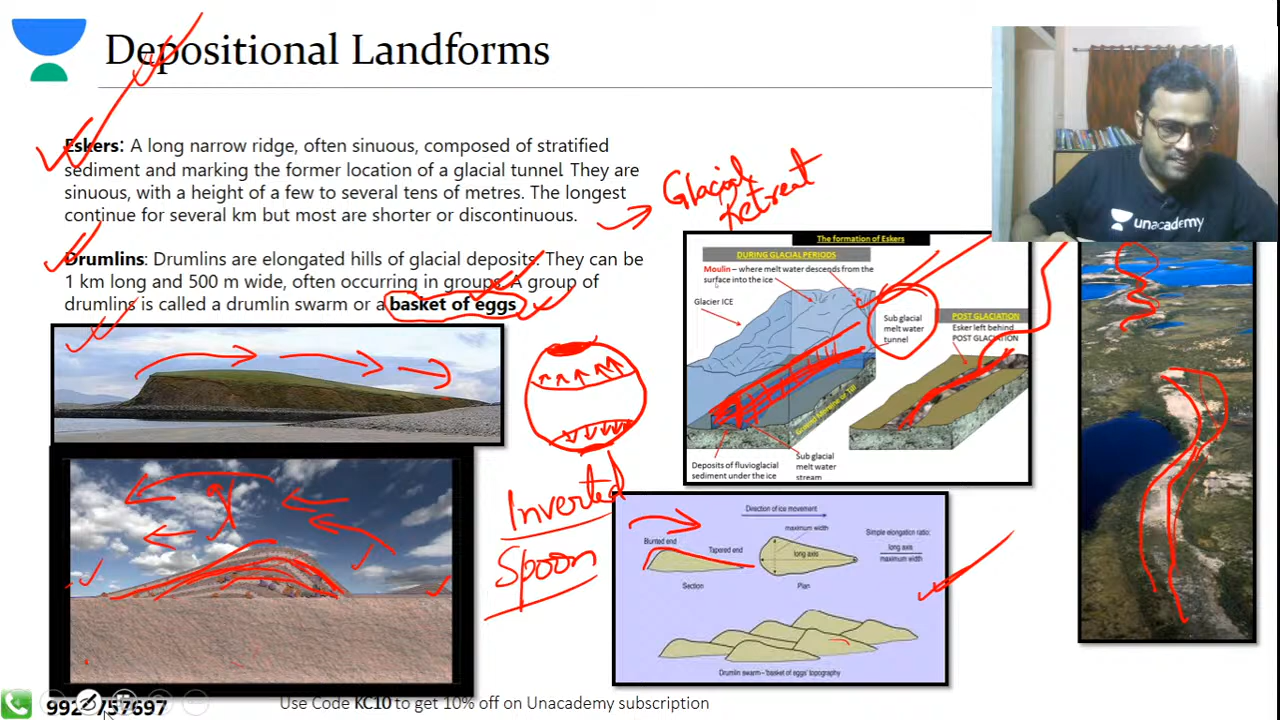 Depositional Landforms
Eskers: A long narrow ridge, often sinuous, composed of stratified
sediment and marking the former location of a glacial tunnel. They are
sinuous, with a height of a few to several tens of metres. The longest
continue for several km but most are shorter or discontinuous.
Drumlins: Drumlins are elongated hills of glacial deposits. They can be
1 km long and 500 m wide, often occurring in groups. A group of
drumlins is called a drumlin swarm or a basket of eggs
Glacial
retreat
unacademy
The formation of Eskers
DURING GLACIAL PERIODS
Moulin – where melt water descends from the
surface into the ice
Glacier ICE
Sub glacial
melt water
tunnel
POST GLACIATION
Esker left behind
POST GLACIATION
Ground Moraine or Till
Deposits of fluvioglacial
sediment under the ice
Sub glacial
melt water
stream
Inverted
Spoon
Direction of ice movement
maximum width
Blunted end
Tapered end
long axis
Simple elongation ratio:
long axis
maximum width
Section
Plan
Drumlin swarm–'basket of eggs' topography
757697
Use Code KC10 to get 10% off on Unacademy subscription